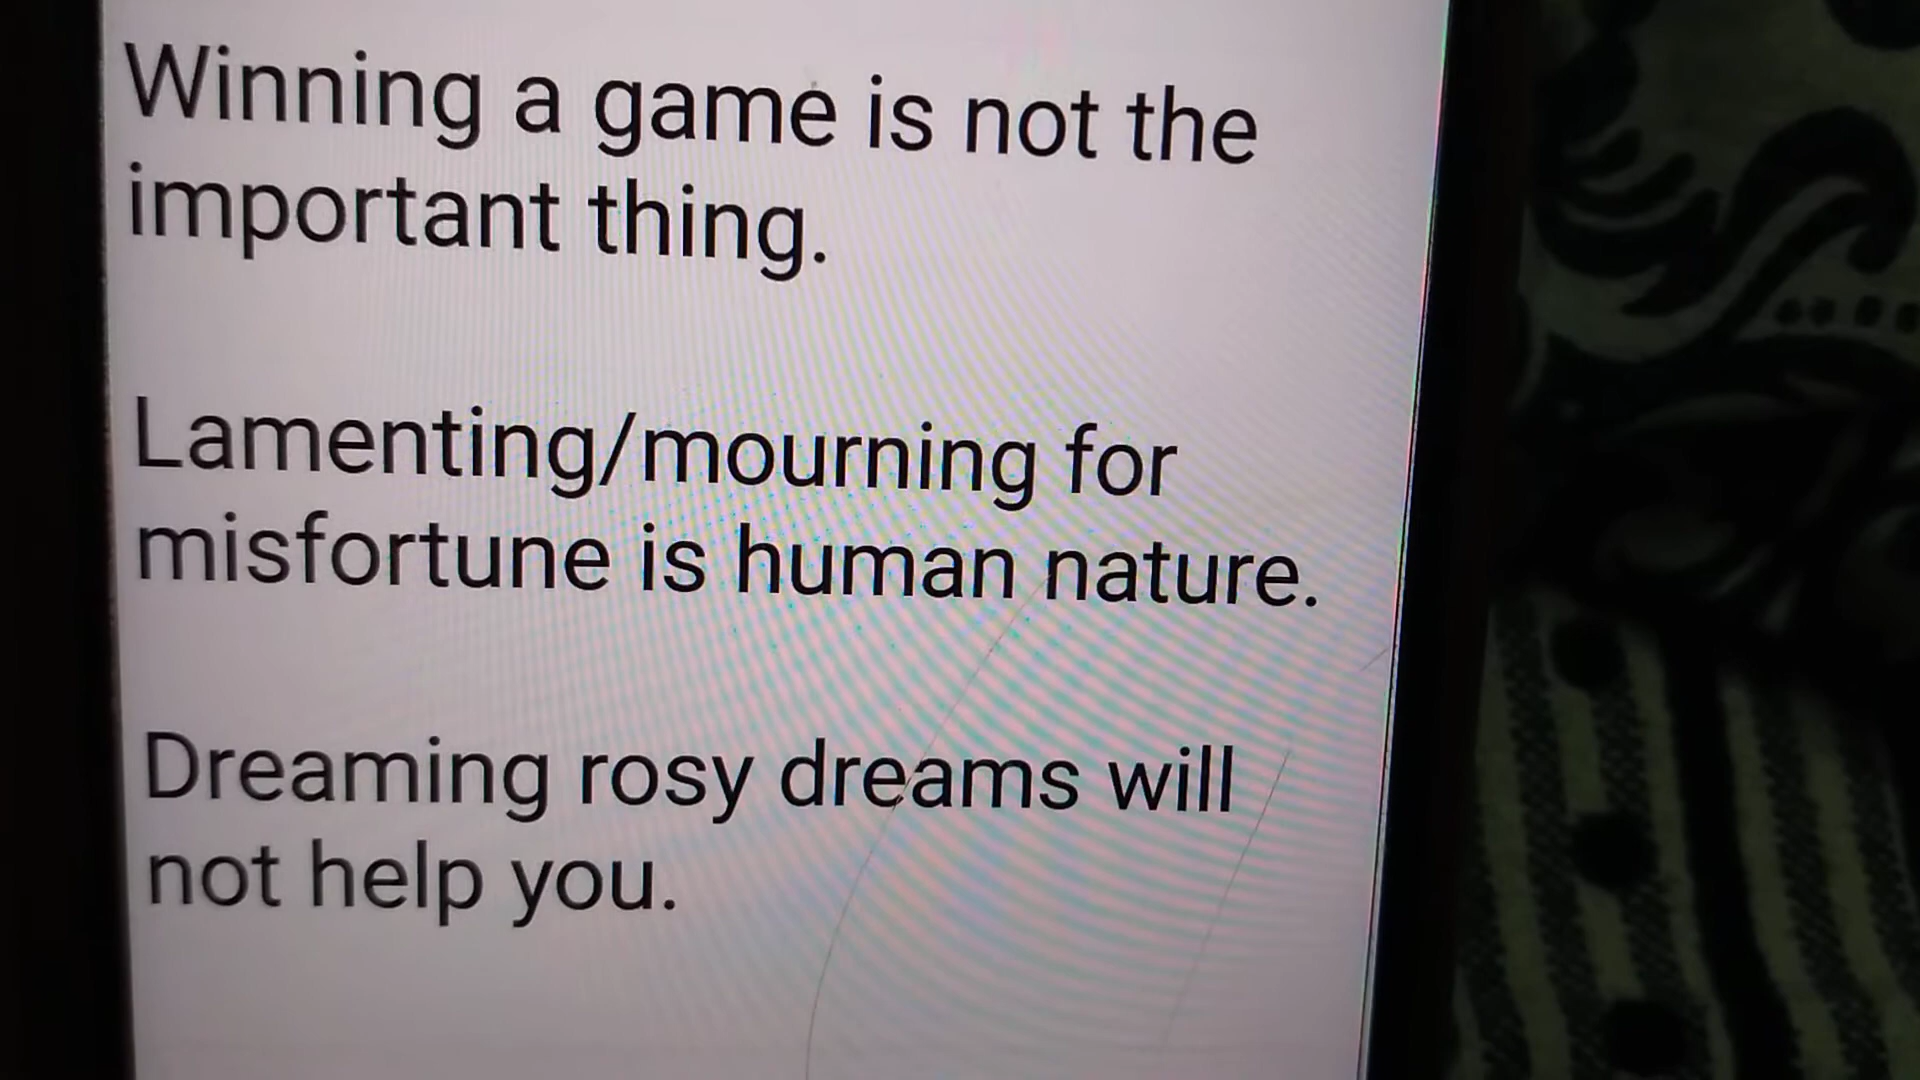 Winning a game is not the
important thing.
Lamenting/mourning for
misfortune is human nature.
Dreaming rosy dreams will
not help you.